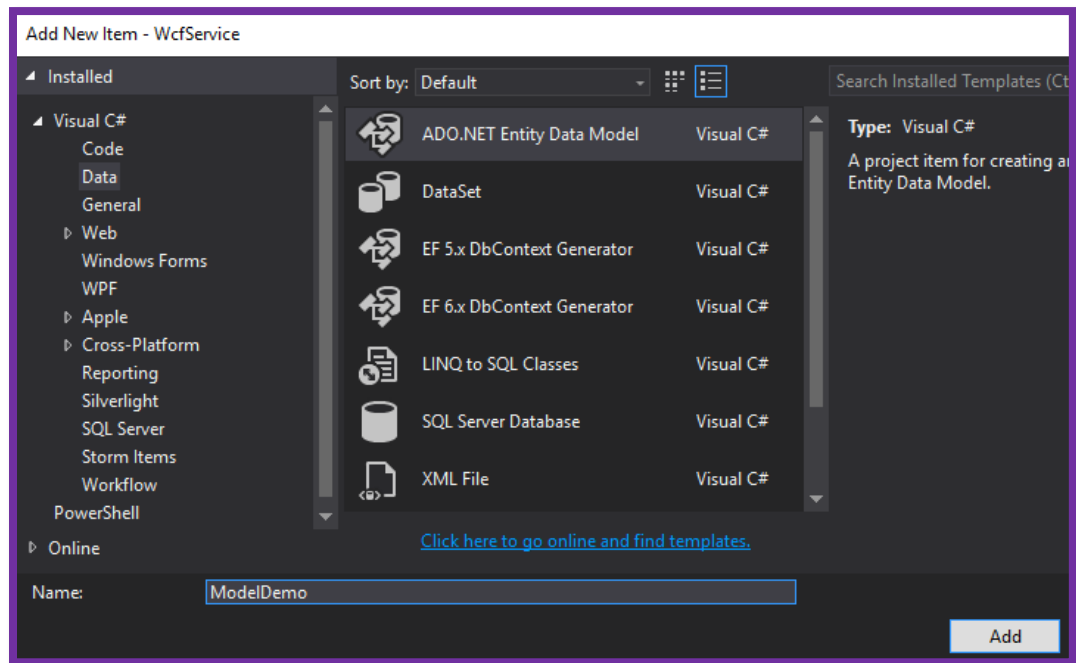 Add New Item - WcfService
Installed
Sort by: Default
Search Installed Templates (Ct
Visual C#
Code
Data
General
Web
Windows Forms
WPF
Apple
Cross-Platform
Reporting
Silverlight
SQL Server
Storm Items
Workflow
PowerShell
Online
ADO.NET Entity Data Model Visual C#
DataSet Visual C#
EF 5.x DbContext Generator Visual C#
EF 6.x DbContext Generator Visual C#
LINQ to SQL Classes Visual C#
SQL Server Database Visual C#
XML File Visual C#
Click here to go online and find templates.
Type: Visual C#
A project item for creating an
Entity Data Model.
Name: ModelDemo
Add